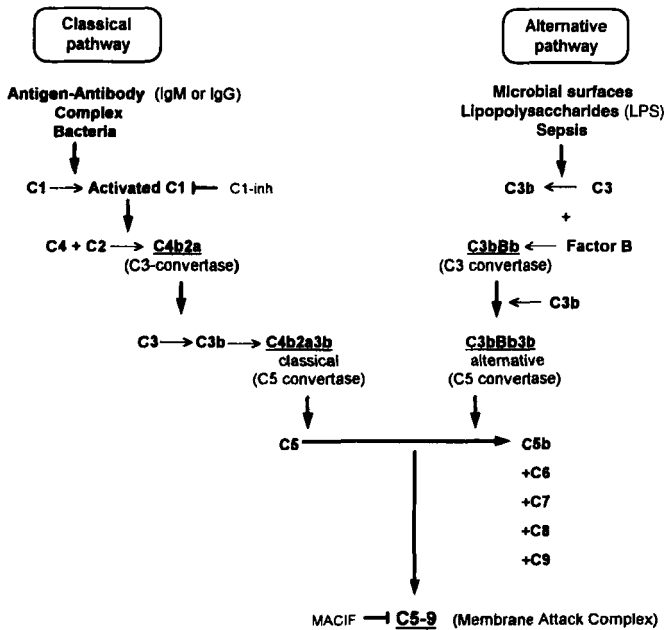 Classical
pathway
Alternative
pathway
Antigen-Antibody (IgM or IgG)
Complex
Bacteria
Microbial surfaces
Lipopolysaccharides (LPS)
Sepsis
C1 → Activated C1 C1-inh
C3b ← C3
+
C4 + C2 → C4b2a
(C3-convertase)
C3bBb ← Factor B
(C3 convertase)
← C3b
C3 → C3b → C4b2a3b
classical
(C5 convertase)
C3bBb3b
alternative
(C5 convertase)
C5 C5b
+C6
+C7
+C8
+C9
MACIF C5-9 (Membrane Attack Complex)